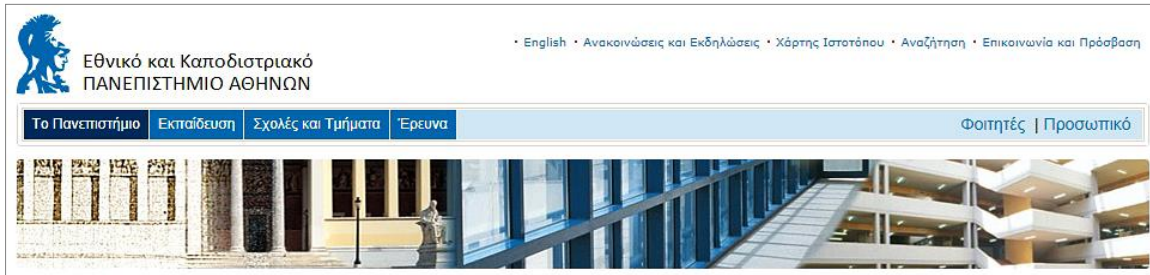 • English • Ανακοινώσεις και Εκδηλώσεις • Χάρτης Ιστοτόπου • Αναζήτηση • Επικοινωνία και Πρόσβαση
Εθνικό και Καποδιστριακό
ΠΑΝΕΠΙΣΤΗΜΙΟ ΑΘΗΝΩΝ
Το Πανεπιστήμιο Εκπαίδευση Σχολές και Τμήματα Έρευνα Φοιτητές | Προσωπικό